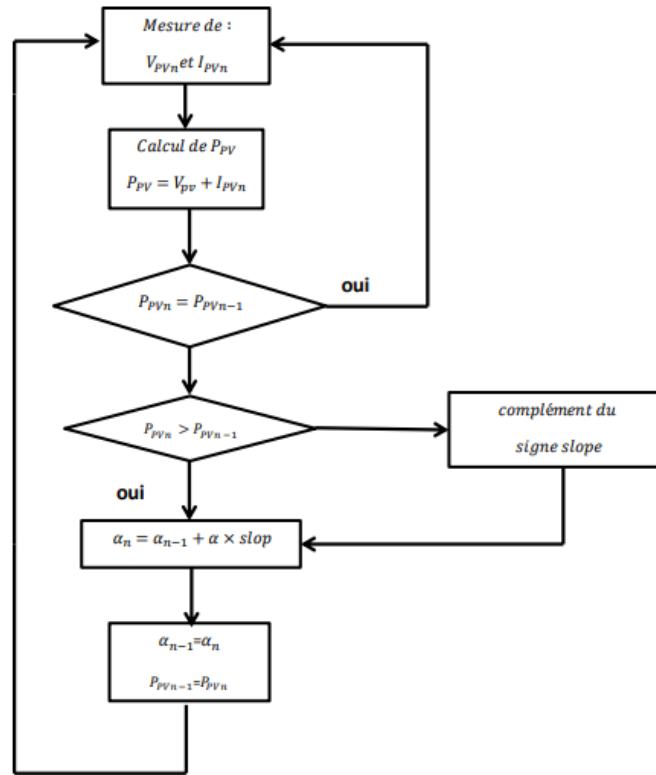 Mesure de :
V_{PVn} et I_{PVn}
Calcul de P_{PV}
P_{PV} = V_{pv} + I_{PVn}
P_{PVn} = P_{PVn-1}
oui
P_{PVn} > P_{PVn-1}
complément du
signe slope
oui
α_n = α_{n-1} + α × slop
α_{n-1}=α_n
P_{PVn-1}=P_{PVn}